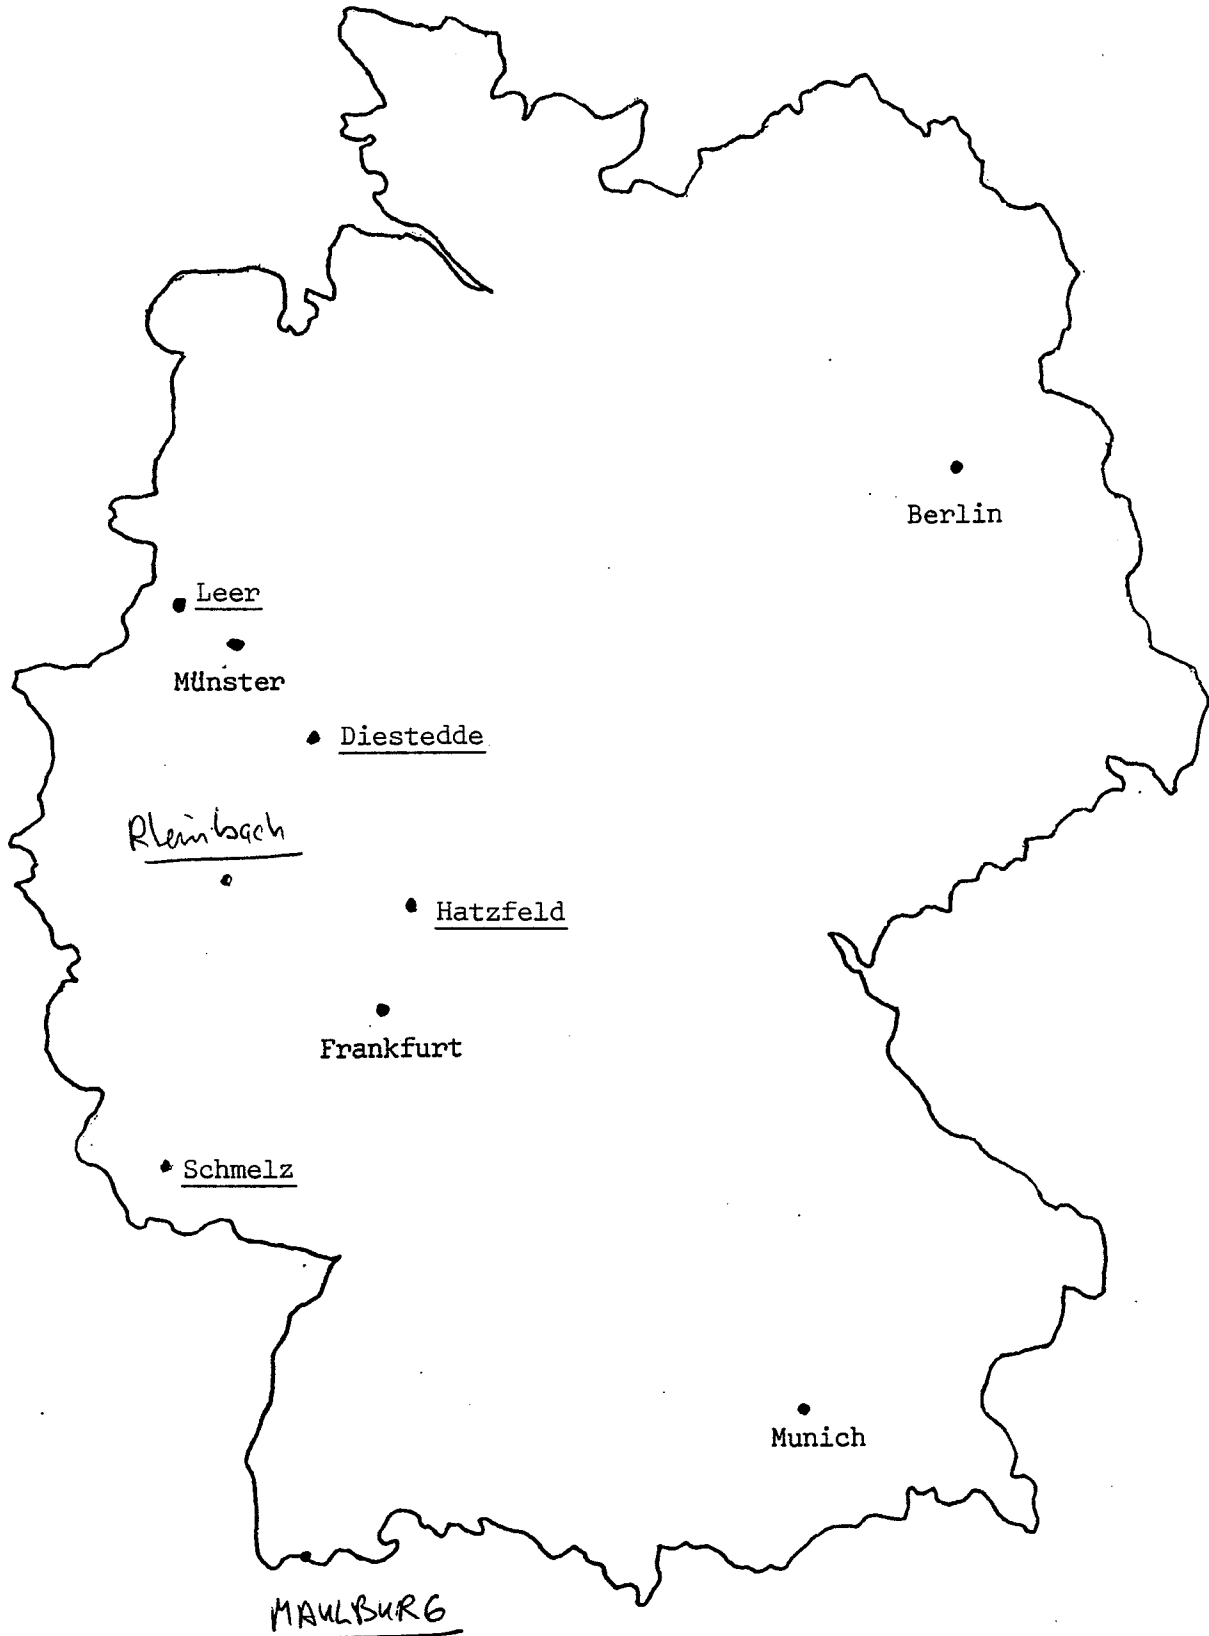 Berlin
Leer
Münster
Diestedde
Rheinbach
Hatzfeld
Frankfurt
Schmelz
Munich
MAULBURG